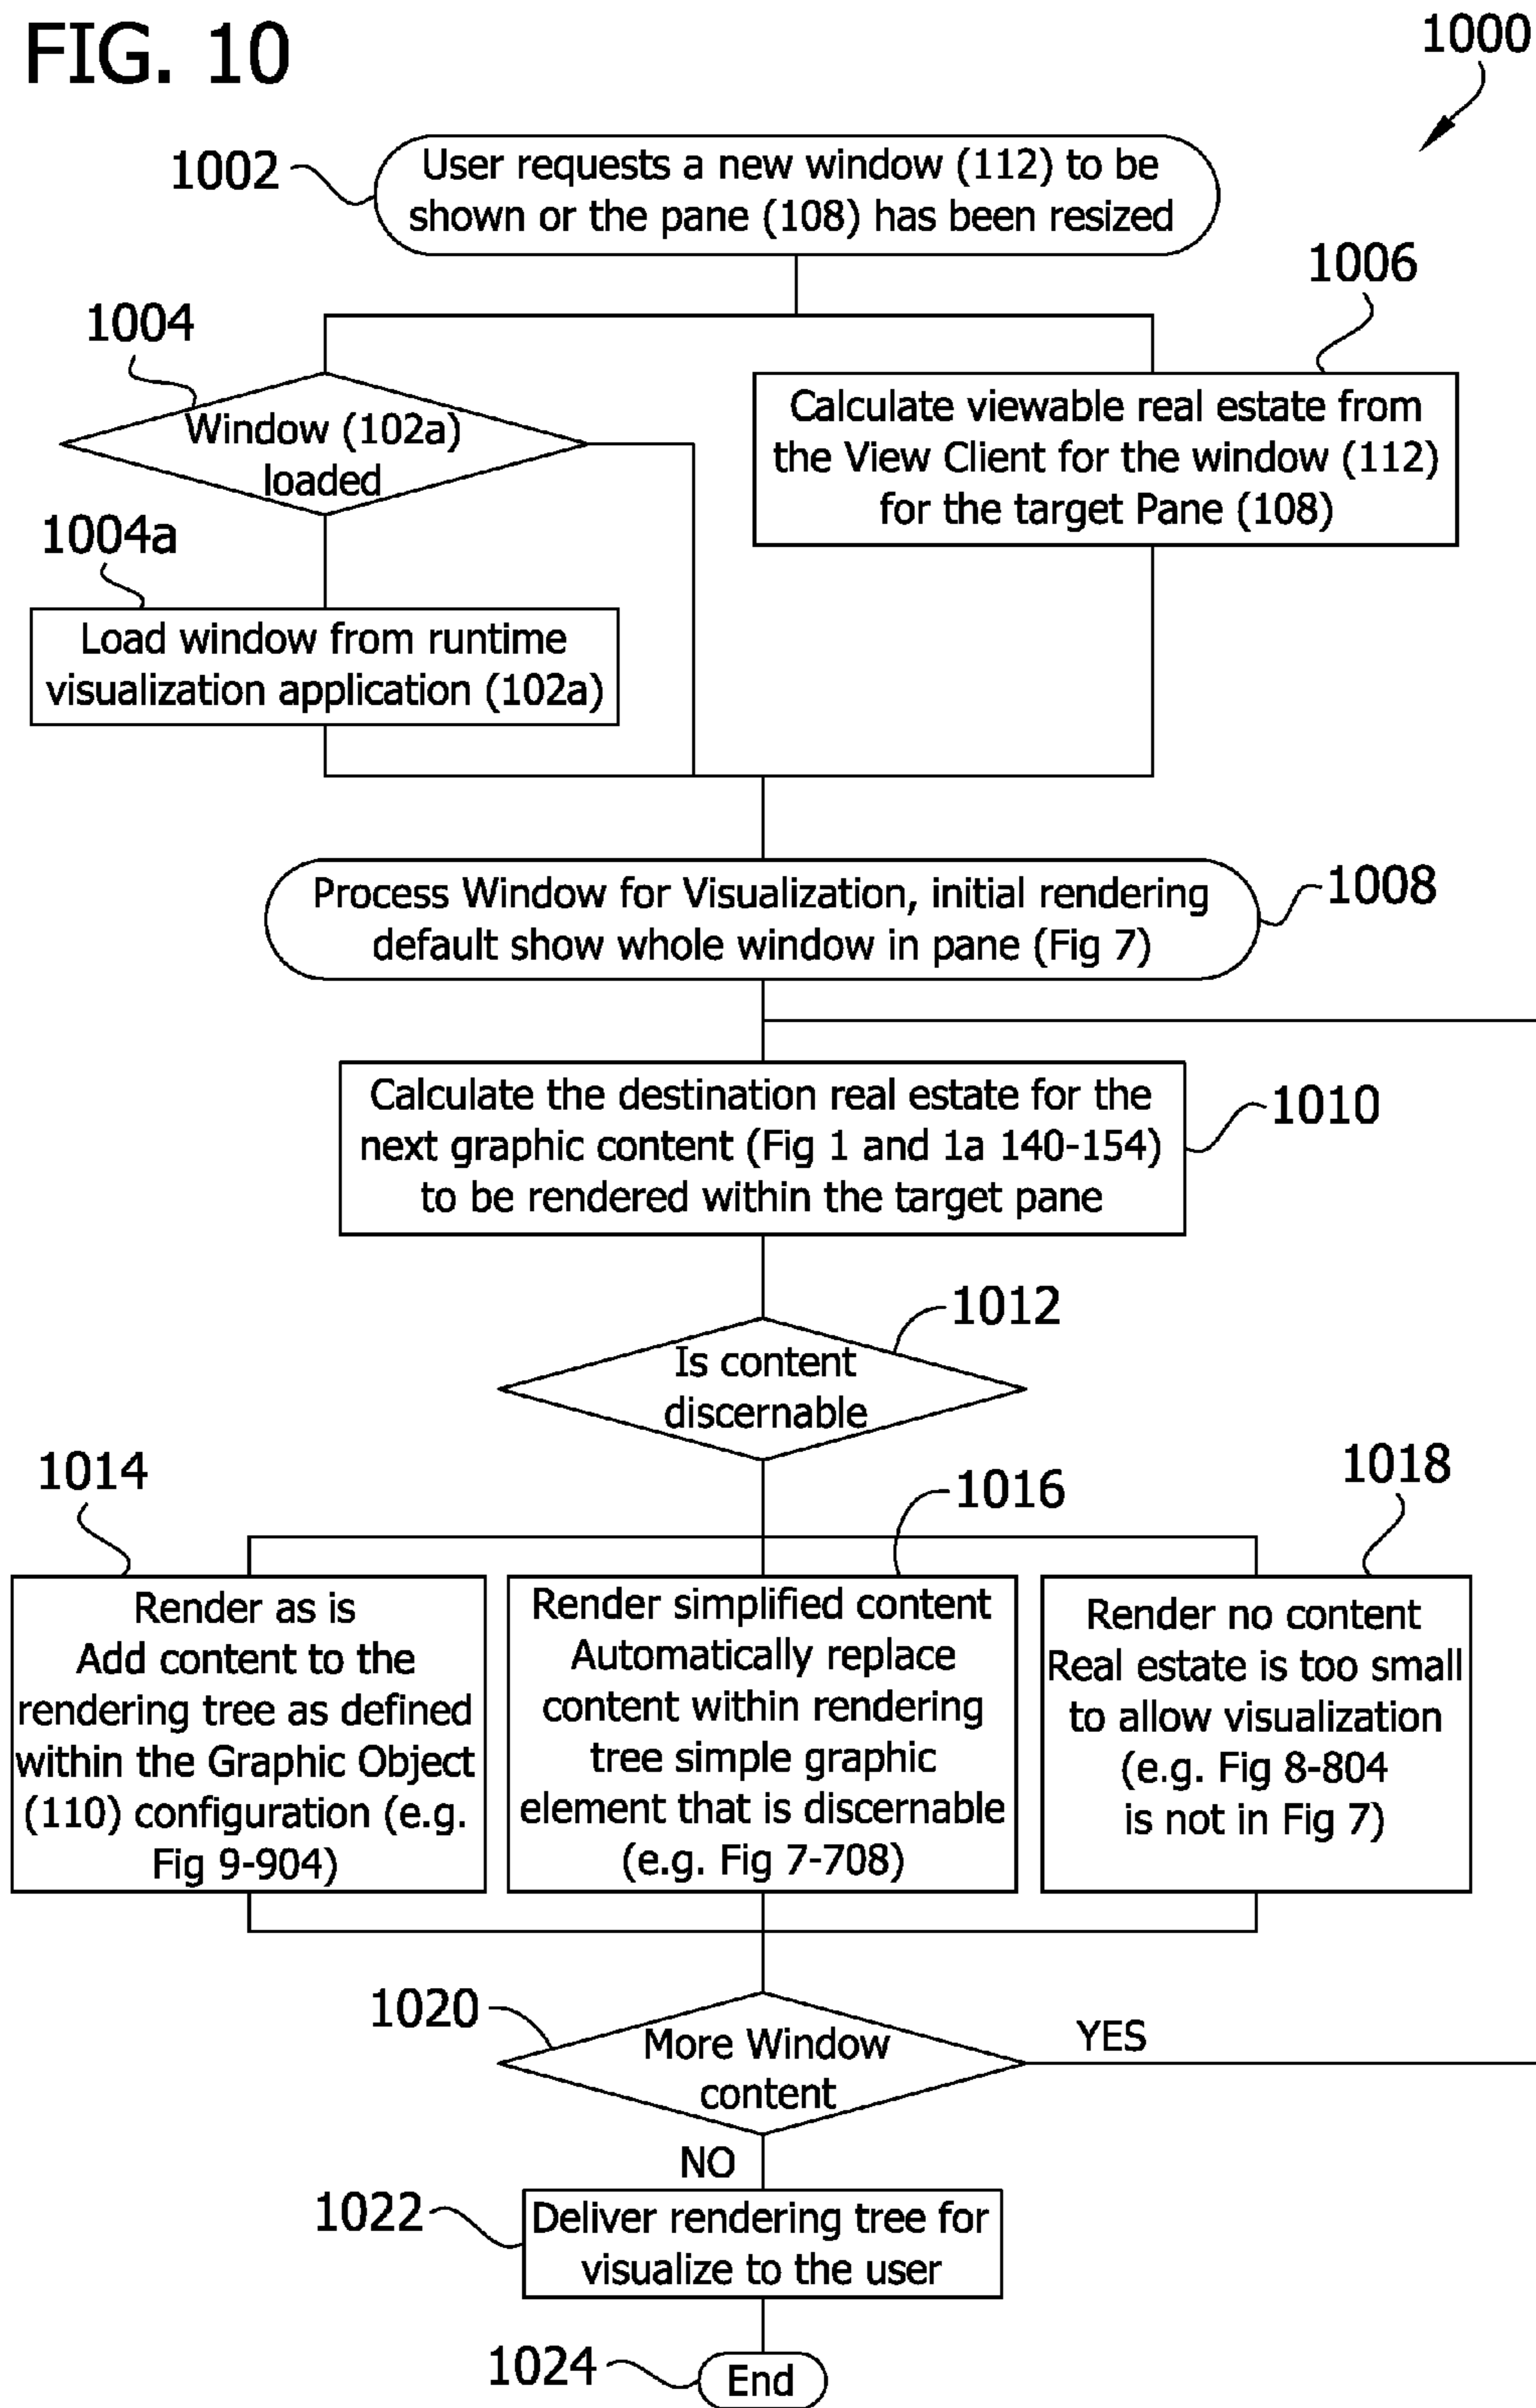 FIG. 10
1000
1002
User requests a new window (112) to be
shown or the pane (108) has been resized
1004
1006
Window (102a)
loaded
Calculate viewable real estate from
the View Client for the window (112)
for the target Pane (108)
1004a
Load window from runtime
visualization application (102a)
Process Window for Visualization, initial rendering
default show whole window in pane (Fig 7)
1008
Calculate the destination real estate for the
next graphic content (Fig 1 and 1a 140-154)
to be rendered within the target pane
1010
1012
Is content
discernable
1014
1016
1018
Render as is
Add content to the
rendering tree as defined
within the Graphic Object
(110) configuration (e.g.
Fig 9-904)
Render simplified content
Automatically replace
content within rendering
tree simple graphic
element that is discernable
(e.g. Fig 7-708)
Render no content
Real estate is too small
to allow visualization
(e.g. Fig 8-804
is not in Fig 7)
1020
More Window
content
YES
NO
1022
Deliver rendering tree for
visualize to the user
1024
End